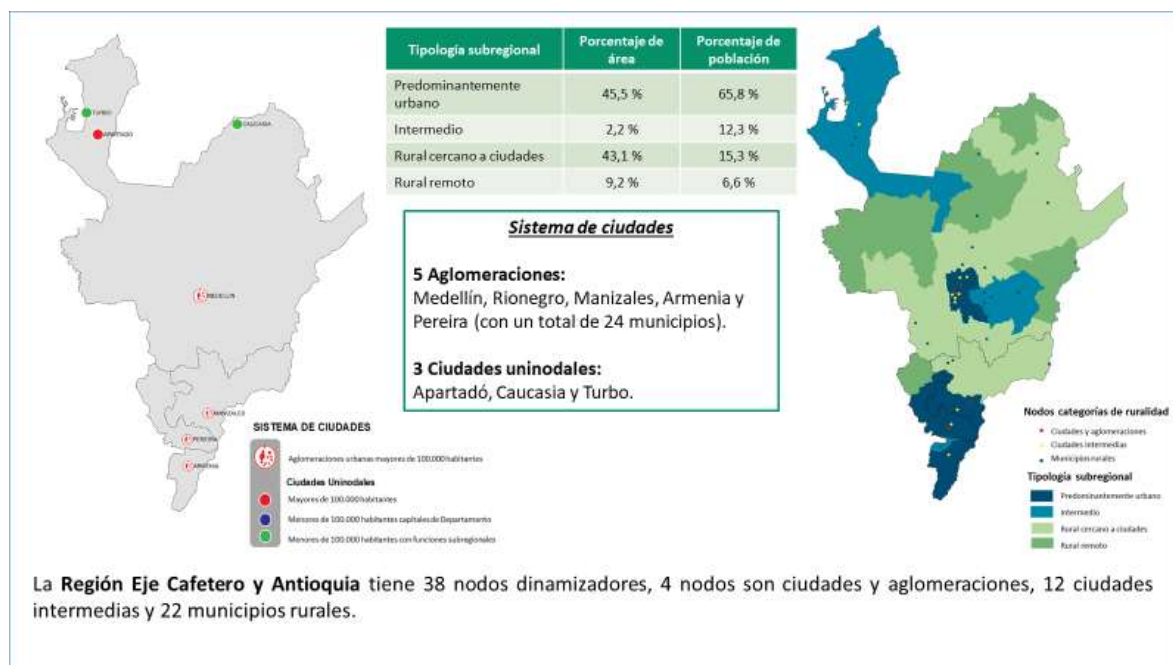 Tipología subregional
Porcentaje de área
Porcentaje de población
Predominantemente urbano
45,5 %
65,8 %
Intermedio
2,2 %
12,3 %
Rural cercano a ciudades
43,1 %
15,3 %
Rural remoto
9,2 %
6,6 %
TURBO
APARTADO
CAUCASIA
MEDELLIN
MANIZALES
PEREIRA
ARMENIA
Sistema de ciudades
5 Aglomeraciones:
Medellín, Rionegro, Manizales, Armenia y
Pereira (con un total de 24 municipios).
3 Ciudades uninodales:
Apartadó, Caucasia y Turbo.
SISTEMA DE CIUDADES
Aglomeraciones urbanas mayores de 100.000 habitantes
Ciudades Uninodales
Mayores de 100.000 habitantes
Menores de 100.000 habitantes capitales de Departamento
Menores de 100.000 habitantes con funciones subregionales
Nodos categorías de ruralidad
Ciudades y aglomeraciones
Ciudades intermedias
Municipios rurales
Tipología subregional
Predominantemente urbano
Intermedio
Rural cercano a ciudades
Rural remoto
La Región Eje Cafetero y Antioquia tiene 38 nodos dinamizadores, 4 nodos son ciudades y aglomeraciones, 12 ciudades
intermedias y 22 municipios rurales.